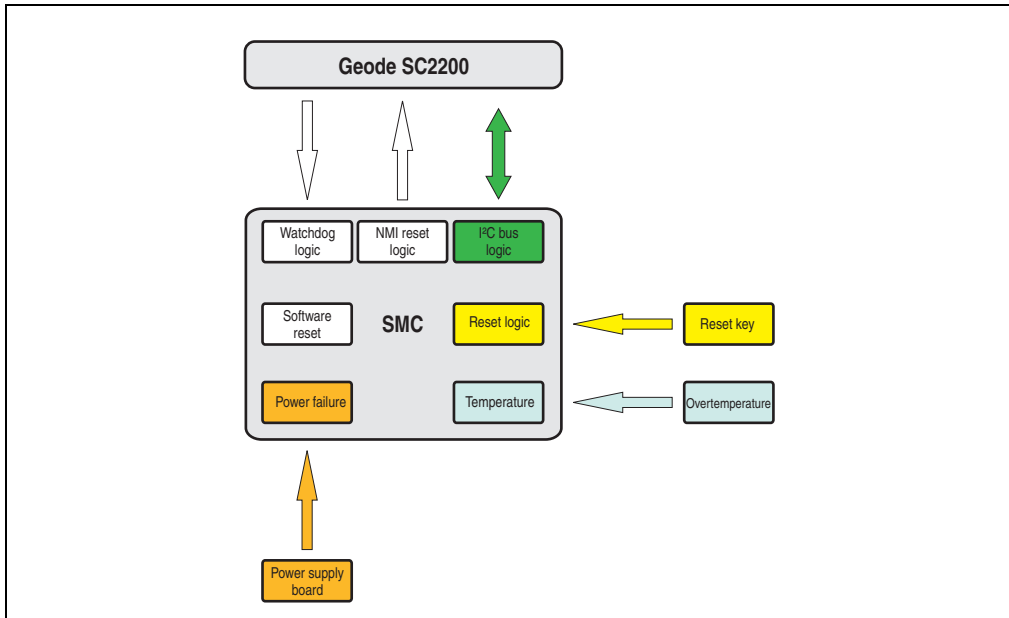 Geode SC2200
Watchdog
logic
NMI reset
logic
I²C bus
logic
Software
reset
SMC
Reset logic
Reset key
Power failure
Temperature
Overtemperature
Power supply
board